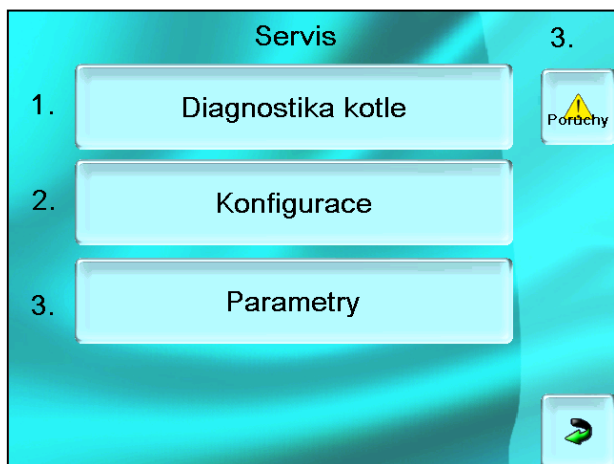 Servis
3.
1. Diagnostika kotle
Poruchy
2. Konfigurace
3. Parametry